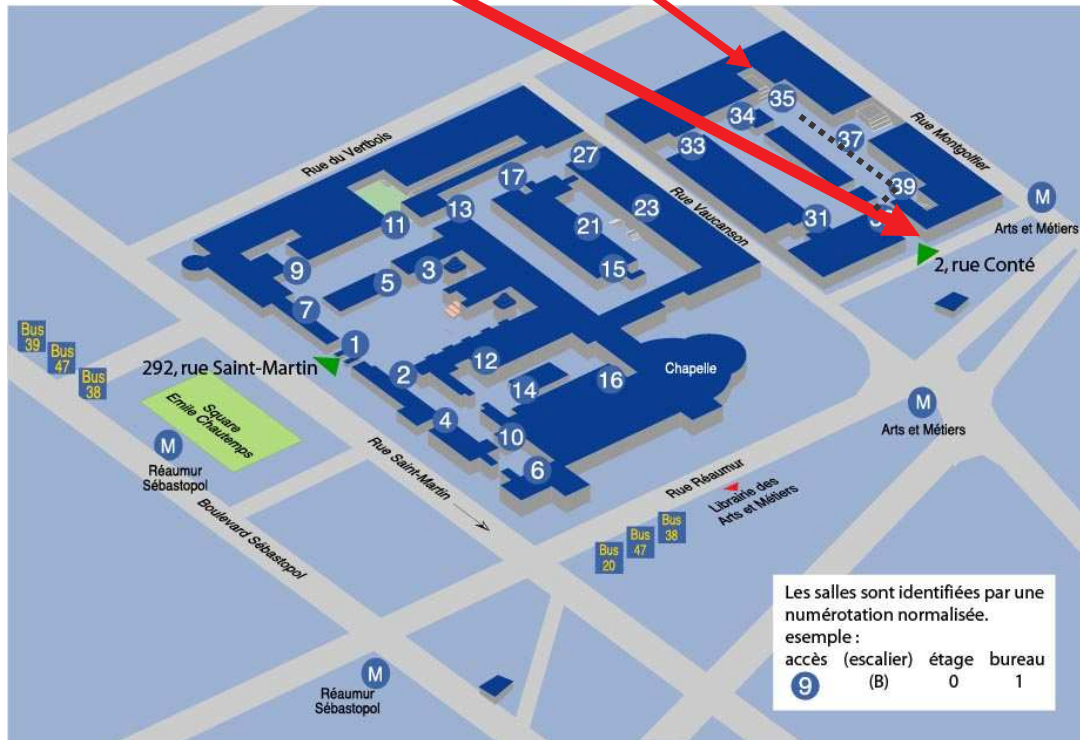 Rue du Vertbois
Rue Montgolfier
35
34
37
33
27
39
17
Rue Vaucanson
M
13
23
Arts et Métiers
11
21
31
2, rue Conté
9
3
15
5
7
Bus
39
Bus
47
Bus
38
1
292, rue Saint-Martin
12
2
14
16
Chapelle
Square
Emile Chautemps
4
M
Arts et Métiers
M
Réaumur
Sébastopol
10
6
Rue Saint-Martin
Rue Réaumur
Librairie des
Arts et Métiers
Boulevard Sébastopol
Bus
20
Bus
47
Bus
38
M
Réaumur
Sébastopol
Les salles sont identifiées par une
numérotation normalisée.
esemple :
accès (escalier) étage bureau
9 (B) 0 1